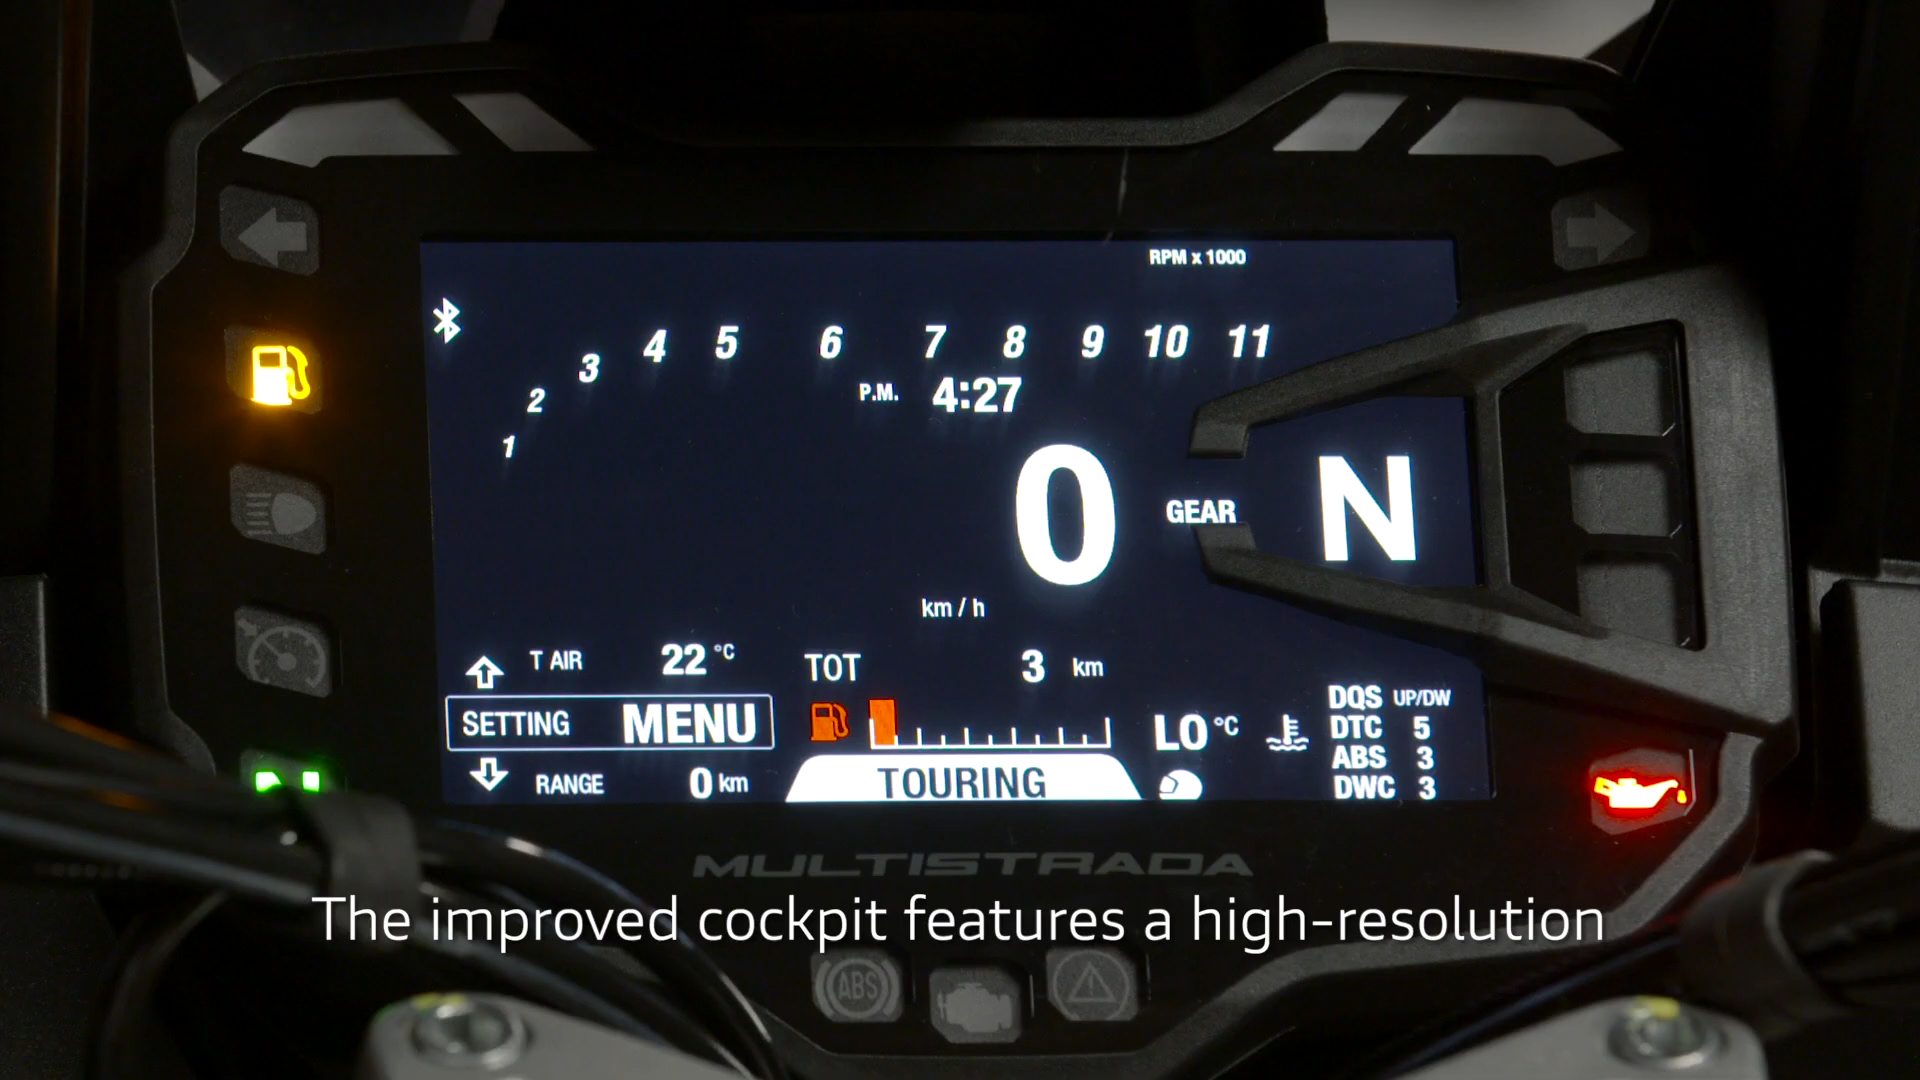 RPM x 1000
1 2 3 4 5 6 7 8 9 10 11
P.M. 4:27
0 GEAR N
km / h
T AIR 22 °C
TOT 3 km
SETTING MENU
RANGE 0 km
TOURING
LO °C
DQS UP/DW
DTC 5
ABS 3
DWC 3
MULTISTRADA
The improved cockpit features a high-resolution
ABS